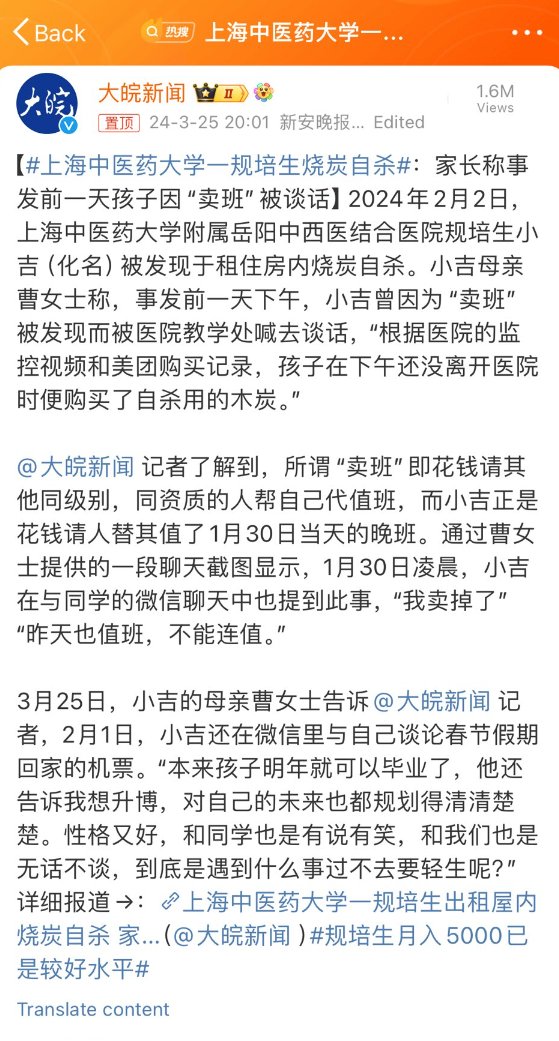 Back
热搜
上海中医药大学一...
大皖
大皖新闻
II
1.6M
Views
置顶 24-3-25 20:01 新安晚报... Edited
【#上海中医药大学一规培生烧炭自杀#：家长称事
发前一天孩子因“卖班”被谈话】2024年2月2日，
上海中医药大学附属岳阳中西医结合医院规培生小
吉（化名）被发现于租住房内烧炭自杀。小吉母亲
曹女士称，事发前一天下午，小吉曾因为“卖班”
被发现而被医院教学处喊去谈话，“根据医院的监
控视频和美团购买记录，孩子在下午还没离开医院
时便购买了自杀用的木炭。”
@大皖新闻 记者了解到，所谓“卖班”即花钱请其
他同级别，同资质的人帮自己代值班，而小吉正是
花钱请人替其值了1月30日当天的晚班。通过曹女
士提供的一段聊天截图显示，1月30日凌晨，小吉
在与同学的微信聊天中也提到此事，“我卖掉了”
“昨天也值班，不能连值。”
3月25日，小吉的母亲曹女士告诉@大皖新闻 记
者，2月1日，小吉还在微信里与自己谈论春节假期
回家的机票。“本来孩子明年就可以毕业了，他还
告诉我想升博，对自己的未来也都规划得清清楚
楚。性格又好，和同学也是有说有笑，和我们也是
无话不谈，到底是遇到什么事过不去要轻生呢？”
详细报道→：上海中医药大学一规培生出租屋内
烧炭自杀 家...(@大皖新闻 )#规培生月入5000已
是较好水平#
Translate content